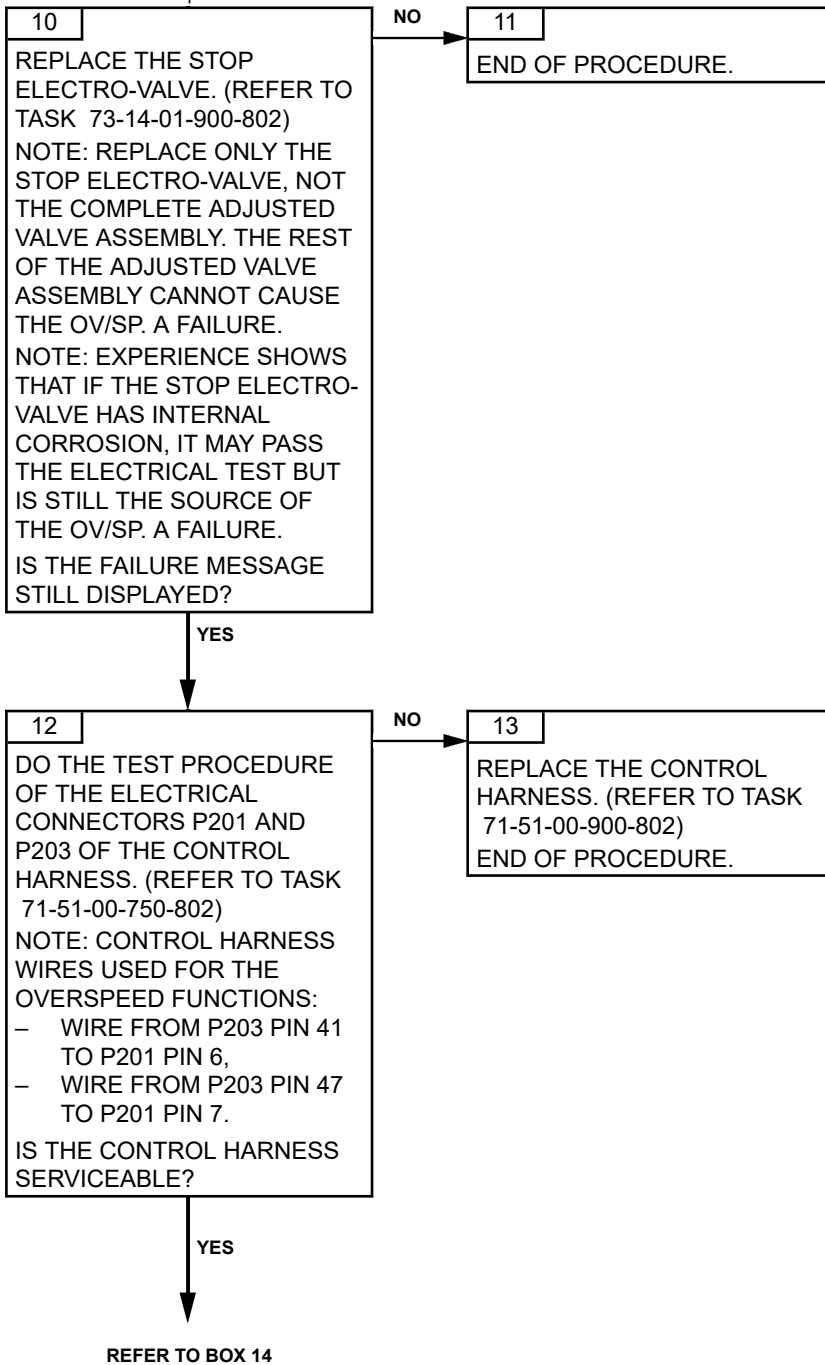 10
REPLACE THE STOP
ELECTRO-VALVE. (REFER TO
TASK 73-14-01-900-802)
NOTE: REPLACE ONLY THE
STOP ELECTRO-VALVE, NOT
THE COMPLETE ADJUSTED
VALVE ASSEMBLY. THE REST
OF THE ADJUSTED VALVE
ASSEMBLY CANNOT CAUSE
THE OV/SP. A FAILURE.
NOTE: EXPERIENCE SHOWS
THAT IF THE STOP ELECTRO-
VALVE HAS INTERNAL
CORROSION, IT MAY PASS
THE ELECTRICAL TEST BUT
IS STILL THE SOURCE OF
THE OV/SP. A FAILURE.
IS THE FAILURE MESSAGE
STILL DISPLAYED?
NO
11
END OF PROCEDURE.
YES
12
DO THE TEST PROCEDURE
OF THE ELECTRICAL
CONNECTORS P201 AND
P203 OF THE CONTROL
HARNESS. (REFER TO TASK
71-51-00-750-802)
NOTE: CONTROL HARNESS
WIRES USED FOR THE
OVERSPEED FUNCTIONS:
– WIRE FROM P203 PIN 41
TO P201 PIN 6,
– WIRE FROM P203 PIN 47
TO P201 PIN 7.
IS THE CONTROL HARNESS
SERVICEABLE?
NO
13
REPLACE THE CONTROL
HARNESS. (REFER TO TASK
71-51-00-900-802)
END OF PROCEDURE.
YES
REFER TO BOX 14